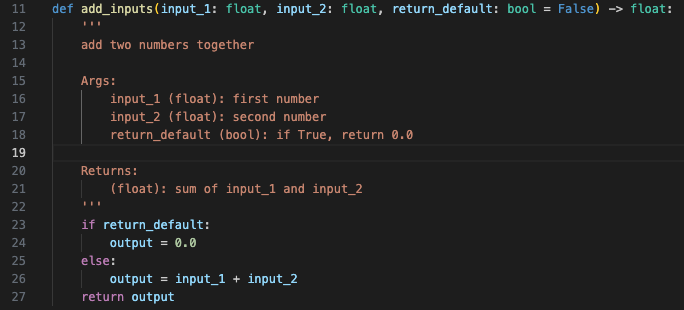 11 def add_inputs(input_1: float, input_2: float, return_default: bool = False) -> float:
12     '''
13     add two numbers together
14
15     Args:
16         input_1 (float): first number
17         input_2 (float): second number
18         return_default (bool): if True, return 0.0
19
20     Returns:
21         (float): sum of input_1 and input_2
22     '''
23     if return_default:
24         output = 0.0
25     else:
26         output = input_1 + input_2
27     return output